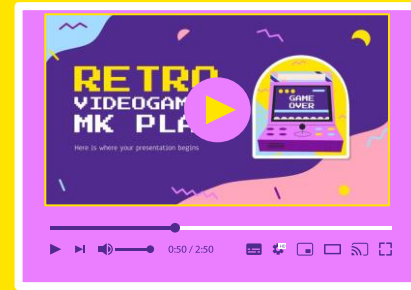 RETRO
VIDEOGAM
MK PLA
Here is where your presentation begins
GAME
OVER
0:50 / 2:50